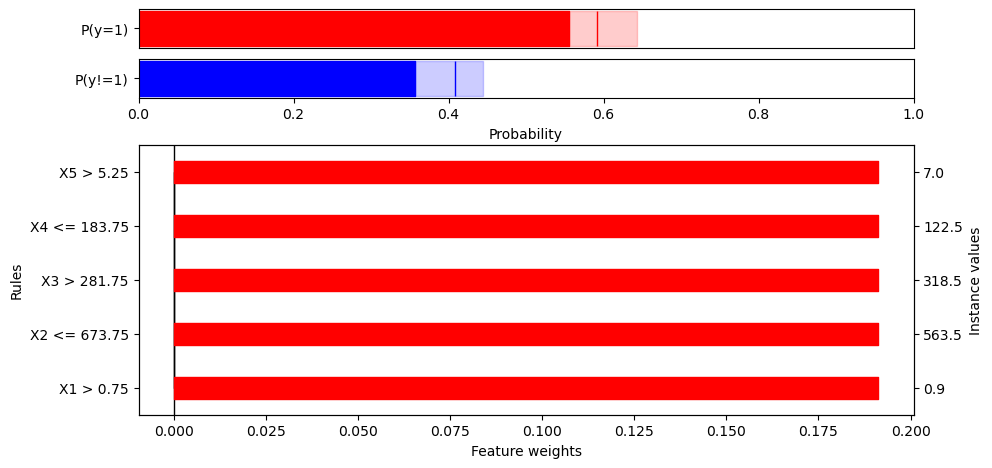 P(y=1)
P(y!=1)
0.0 0.2 0.4 0.6 0.8 1.0
Probability
X5 > 5.25 7.0
X4 <= 183.75 122.5
X3 > 281.75 318.5
X2 <= 673.75 563.5
X1 > 0.75 0.9
Rules
Instance values
0.000 0.025 0.050 0.075 0.100 0.125 0.150 0.175 0.200
Feature weights